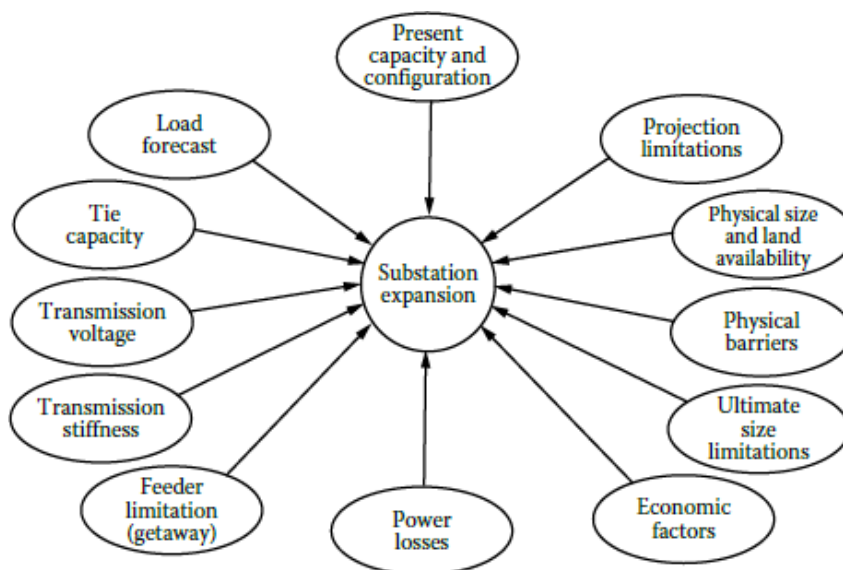 Present
capacity and
configuration
Load
forecast
Projection
limitations
Tie
capacity
Physical size
and land
availability
Substation
expansion
Transmission
voltage
Physical
barriers
Transmission
stiffness
Ultimate
size
limitations
Feeder
limitation
(getaway)
Power
losses
Economic
factors